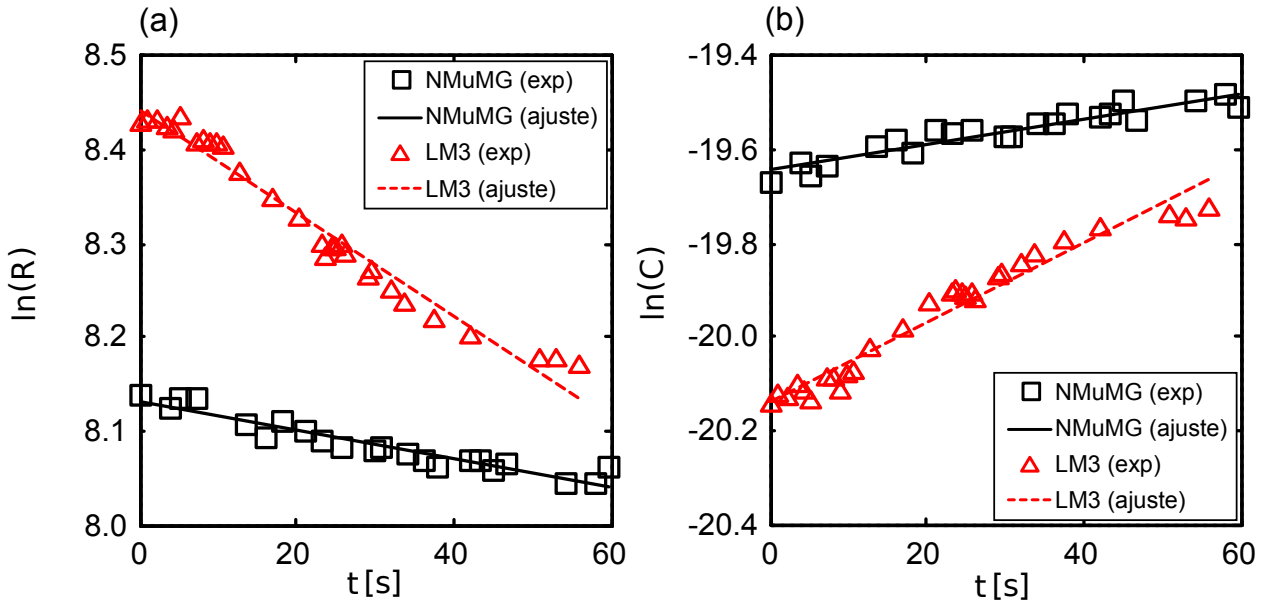 (a)
8.5
8.4
8.3
8.2
8.1
8.0
ln(R)
0
20
40
60
t[s]
NMuMG (exp)
NMuMG (ajuste)
LM3 (exp)
LM3 (ajuste)
(b)
-19.4
-19.6
-19.8
-20.0
-20.2
-20.4
ln(C)
0
20
40
60
t[s]
NMuMG (exp)
NMuMG (ajuste)
LM3 (exp)
LM3 (ajuste)